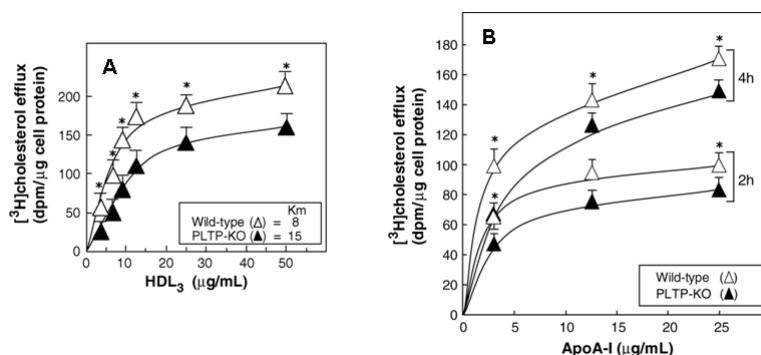 A
[³H]cholesterol efflux
(dpm/μg cell protein)
200
150
100
50
0
* * * * * *
Km
Wild-type (△) = 8
PLTP-KO (▲) = 15
0 10 20 30 40 50
HDL₃ (μg/mL)
B
[³H]cholesterol efflux
(dpm/μg cell protein)
180
160
140
120
100
80
60
40
20
0
* * *
4h
* *
2h
Wild-type (△)
PLTP-KO (▲)
0 5 10 15 20 25
ApoA-I (μg/mL)